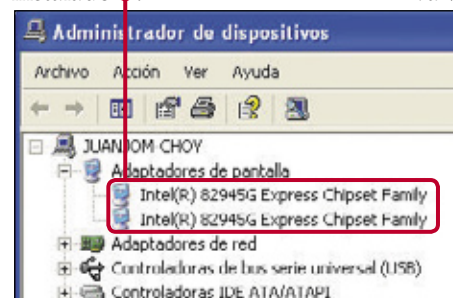 Administrador de dispositivos
Archivo Acción Ver Ayuda
JUANJOM-CHOY
Adaptadores de pantalla
Intel(R) 82945G Express Chipset Family
Intel(R) 82945G Express Chipset Family
Adaptadores de red
Controladoras de bus serie universal (USB)
Controladoras IDE ATA/ATAPI